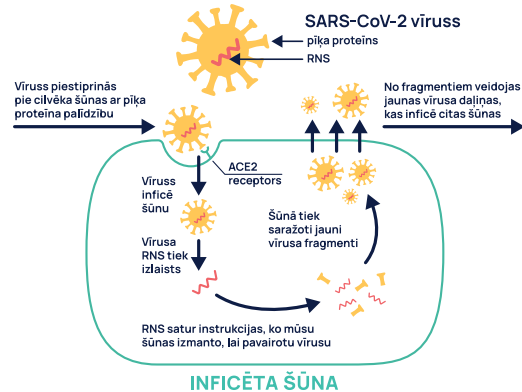 SARS-CoV-2 vīruss
pīķa proteīns
RNS
Vīruss piestiprinās
pie cilvēka šūnas ar pīķa
proteīna palīdzību
No fragmentiem veidojas
jaunas vīrusa daļiņas,
kas inficē citas šūnas
ACE2
receptors
Vīruss
inficē
šūnu
Vīrusa
RNS tiek
izlaists
Šūnā tiek
saražoti jauni
vīrusa fragmenti
RNS satur instrukcijas, ko mūsu
šūnas izmanto, lai pavairotu vīrusu
INFICĒTA ŠŪNA